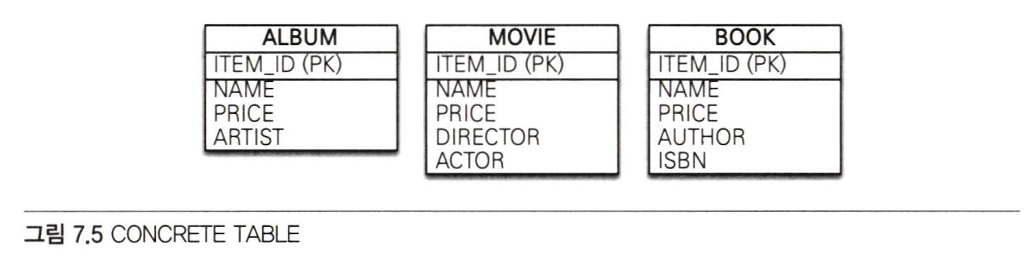 ALBUM
ITEM_ID (PK)
NAME
PRICE
ARTIST
MOVIE
ITEM_ID (PK)
NAME
PRICE
DIRECTOR
ACTOR
BOOK
ITEM_ID (PK)
NAME
PRICE
AUTHOR
ISBN
그림 7.5 CONCRETE TABLE